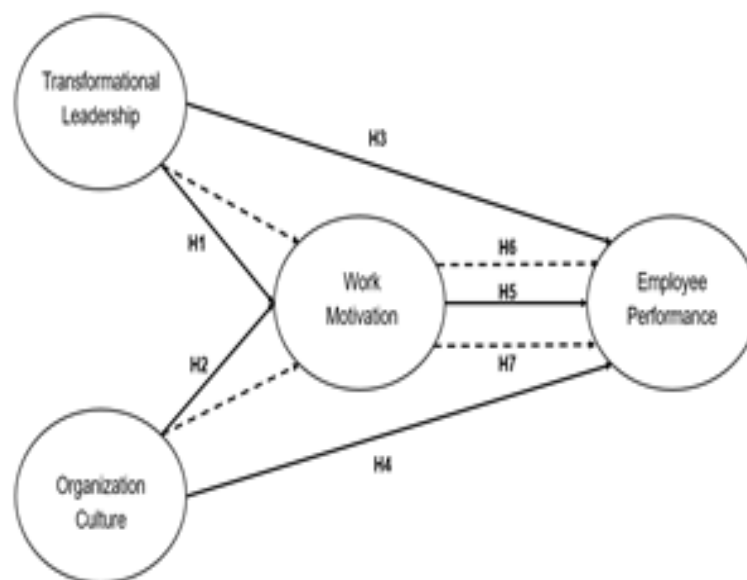 Transformational
Leadership
H3
H1
Work
Motivation
H6
H5
H7
Employee
Performance
H2
H4
Organization
Culture